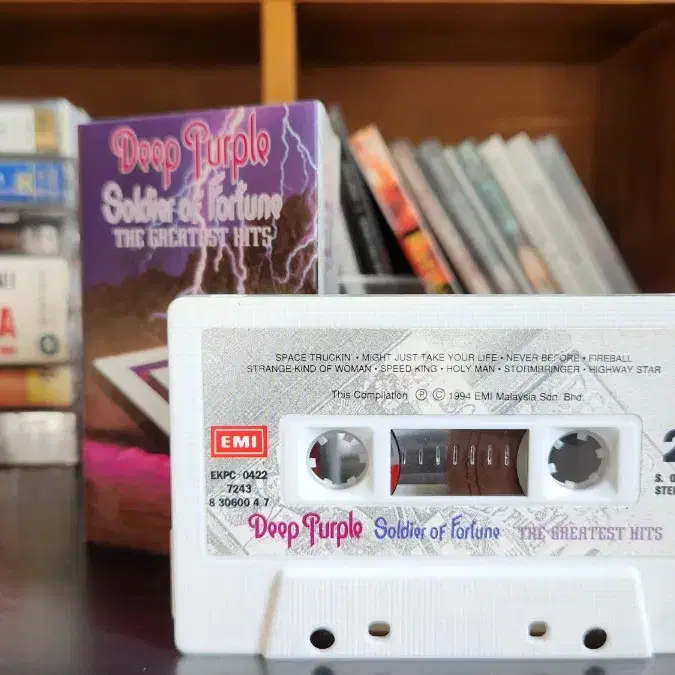 Deep Purple
Soldier of Fortune
THE GREATEST HITS
SPACE TRUCKIN' • MIGHT JUST TAKE YOUR LIFE • NEVER BEFORE • FIREBALL
STRANGE KIND OF WOMAN • SPEED KING • HOLY MAN • STORMBRINGER • HIGHWAY STAR
This Compilation Ⓟ © 1994 EMI Malaysia Sdn. Bhd.
EMI
EKPC-0422
7243
8 30600 4 7
2
Deep Purple Soldier of Fortune THE GREATEST HITS